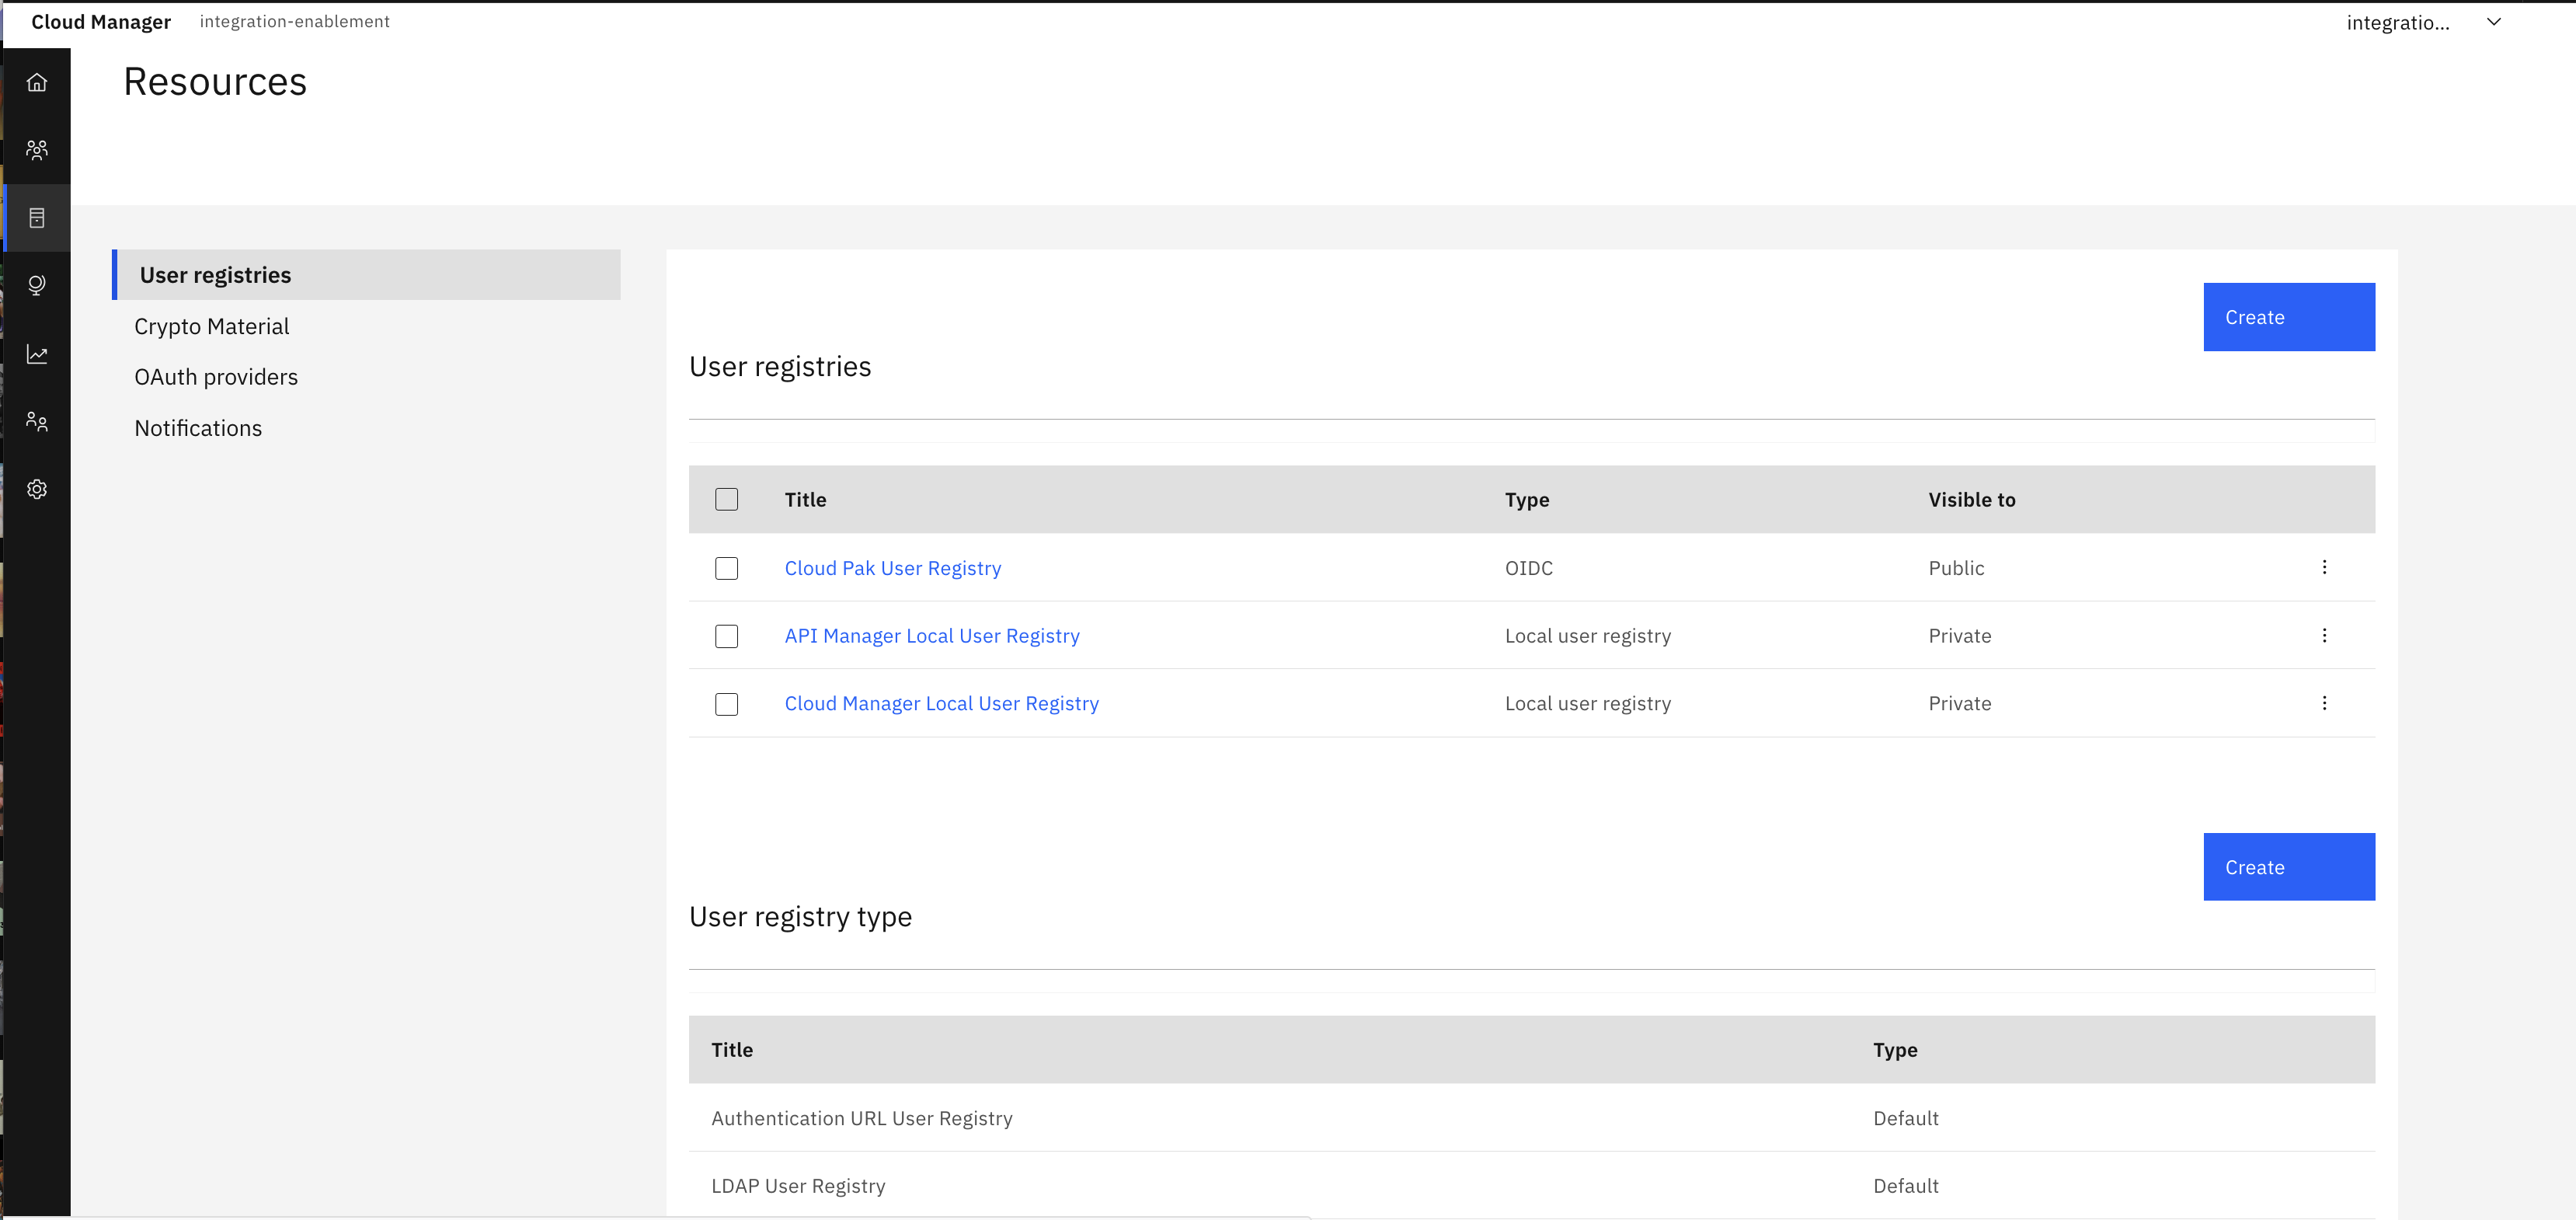 Cloud Manager integration-enablement integratio...
Resources
User registries
Crypto Material
OAuth providers
Notifications
Create
User registries
Title Type Visible to
Cloud Pak User Registry OIDC Public
API Manager Local User Registry Local user registry Private
Cloud Manager Local User Registry Local user registry Private
Create
User registry type
Title Type
Authentication URL User Registry Default
LDAP User Registry Default